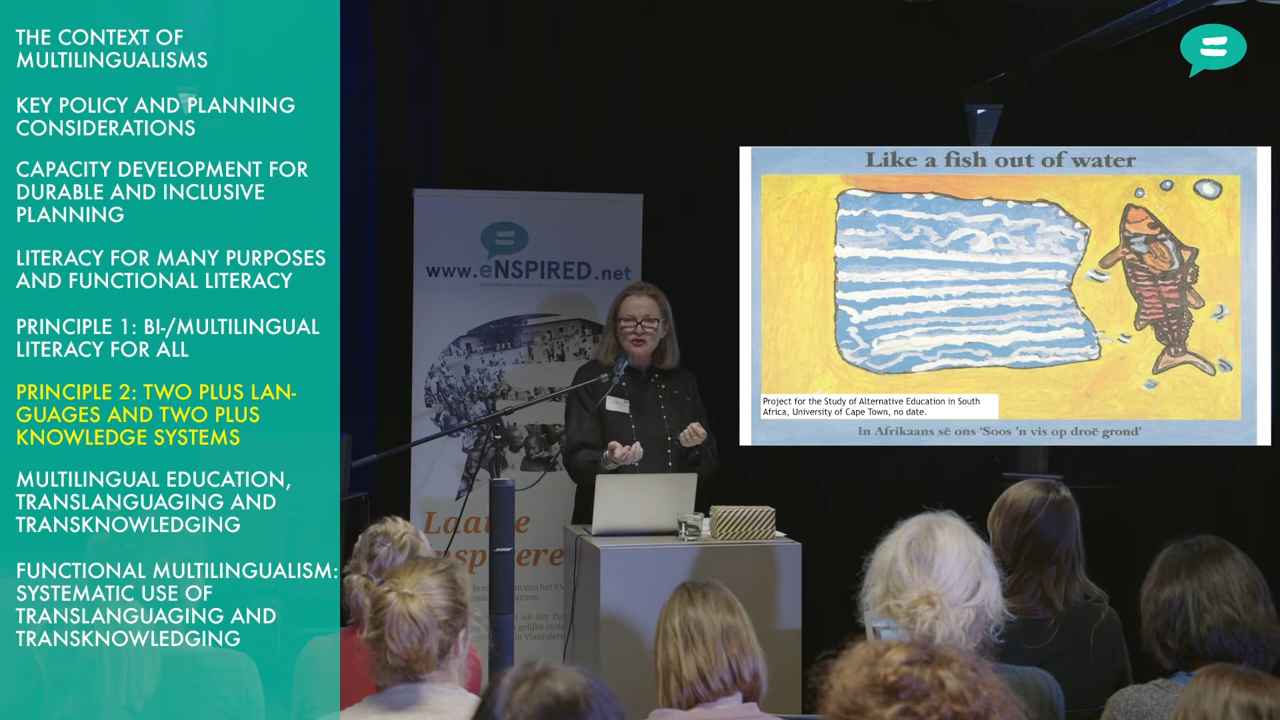 THE CONTEXT OF
MULTILINGUALISMS
KEY POLICY AND PLANNING
CONSIDERATIONS
CAPACITY DEVELOPMENT FOR
DURABLE AND INCLUSIVE
PLANNING
LITERACY FOR MANY PURPOSES
AND FUNCTIONAL LITERACY
PRINCIPLE 1: BI-/MULTILINGUAL
LITERACY FOR ALL
PRINCIPLE 2: TWO PLUS LAN-
GUAGES AND TWO PLUS
KNOWLEDGE SYSTEMS
MULTILINGUAL EDUCATION,
TRANSLANGUAGING AND
TRANSKNOWLEDGING
FUNCTIONAL MULTILINGUALISM:
SYSTEMATIC USE OF
TRANSLANGUAGING AND
TRANSKNOWLEDGING
www.eNSPIRED.net
Like a fish out of water
Project for the Study of Alternative Education in South
Africa, University of Cape Town, no date.
In Afrikaans sê ons 'Soos 'n vis op droë grond'